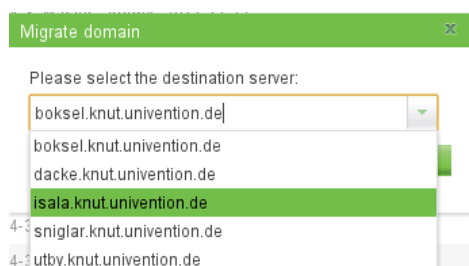 Migrate domain
Please select the destination server:
boksel.knut.univention.de
boksel.knut.univention.de
dacke.knut.univention.de
isala.knut.univention.de
sniglar.knut.univention.de
utby.knut.univention.de